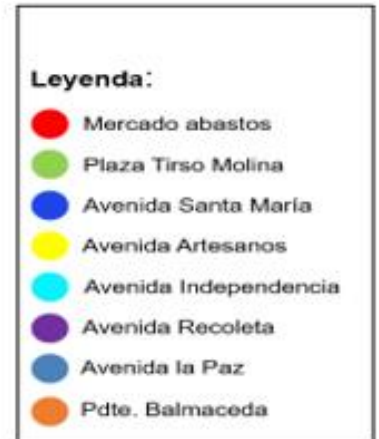 Leyenda:
Mercado abastos
Plaza Tirso Molina
Avenida Santa María
Avenida Artesanos
Avenida Independencia
Avenida Recoleta
Avenida la Paz
Pdte. Balmaceda